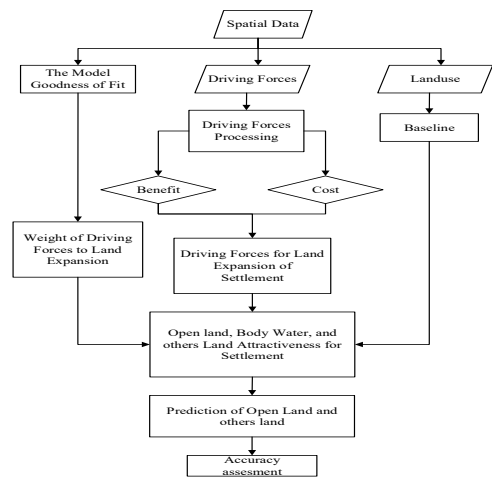 Spatial Data
The Model
Goodness of Fit
Driving Forces
Landuse
Driving Forces
Processing
Baseline
Benefit
Cost
Weight of Driving
Forces to Land
Expansion
Driving Forces for Land
Expansion of
Settlement
Open land, Body Water, and
others Land Attractiveness for
Settlement
Prediction of Open Land and
others land
Accuracy
assesment